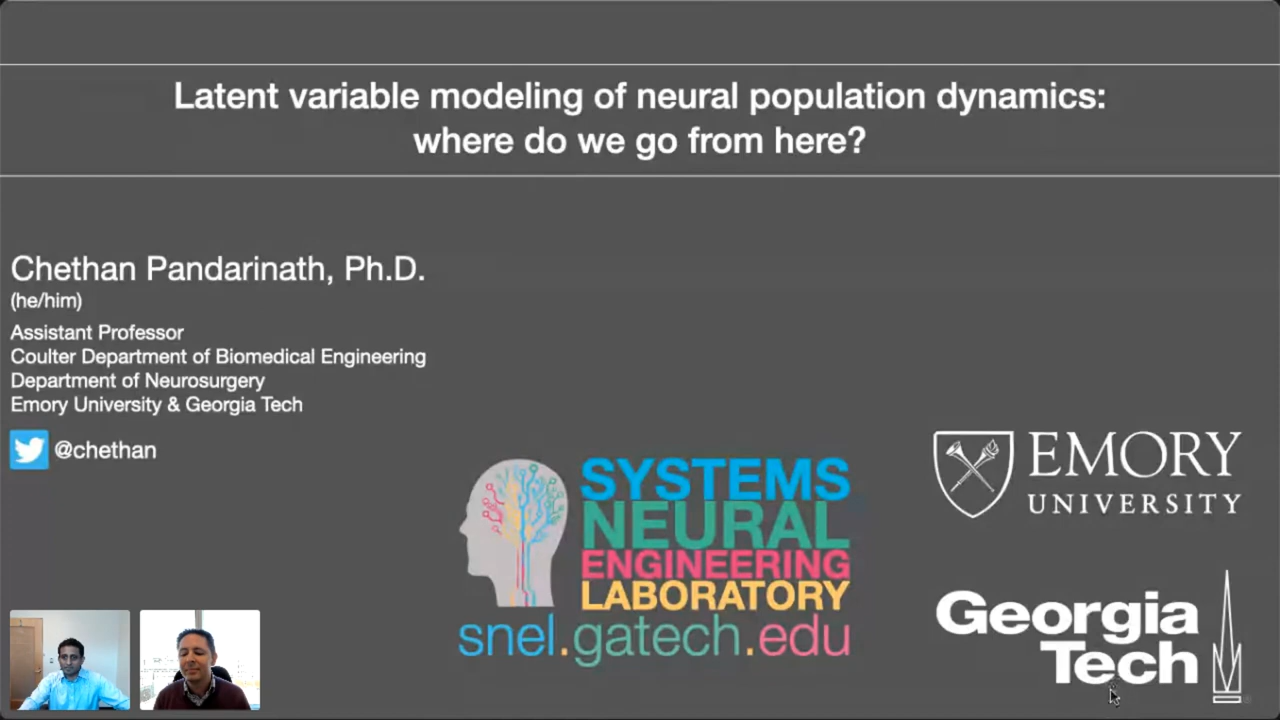 Latent variable modeling of neural population dynamics:
where do we go from here?
Chethan Pandarinath, Ph.D.
(he/him)
Assistant Professor
Coulter Department of Biomedical Engineering
Department of Neurosurgery
Emory University & Georgia Tech
@chethan
SYSTEMS
NEURAL
ENGINEERING
LABORATORY
snel.gatech.edu
EMORY
UNIVERSITY
Georgia
Tech